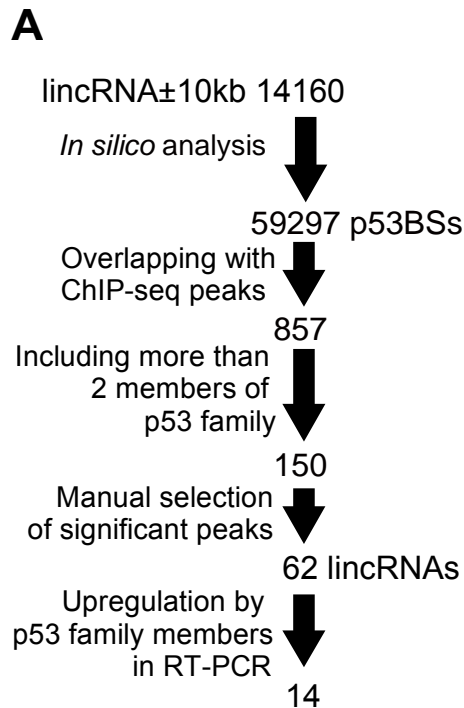 A
lincRNA±10kb 14160
In silico analysis
59297 p53BSs
Overlapping with
ChIP-seq peaks
857
Including more than
2 members of
p53 family
150
Manual selection
of significant peaks
62 lincRNAs
Upregulation by
p53 family members
in RT-PCR
14